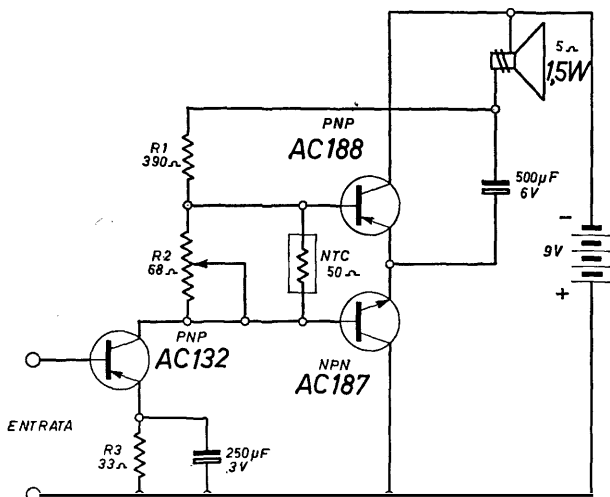 5Ω
1,5W
PNP
AC188
R1
390Ω
500µF
6V
R2
68Ω
NTC
50Ω
-
9V
+
PNP
AC132
NPN
AC187
ENTRATA
R3
33Ω
250µF
3V